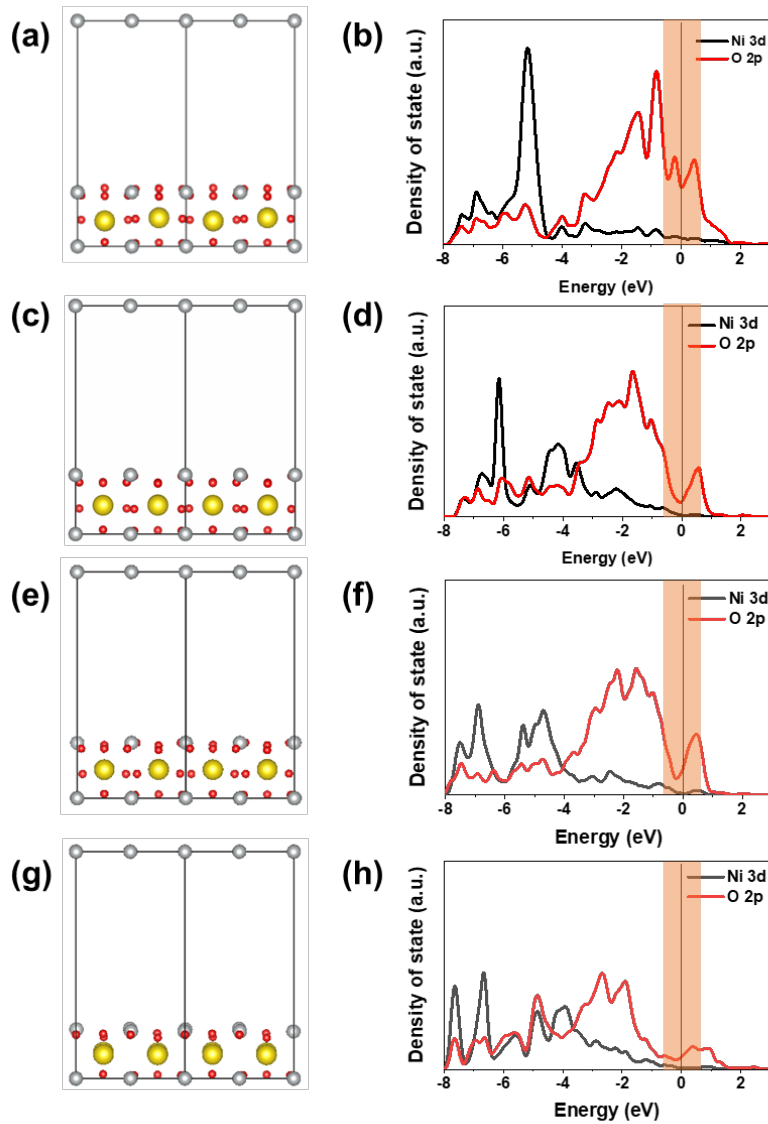 (a)
(b)
Density of state (a.u.)
Ni 3d
O 2p
-8 -6 -4 -2 0 2
Energy (eV)
(c)
(d)
Density of state (a.u.)
Ni 3d
O 2p
-8 -6 -4 -2 0 2
Energy (eV)
(e)
(f)
Density of state (a.u.)
Ni 3d
O 2p
-8 -6 -4 -2 0 2
Energy (eV)
(g)
(h)
Density of state (a.u.)
Ni 3d
O 2p
-8 -6 -4 -2 0 2
Energy (eV)